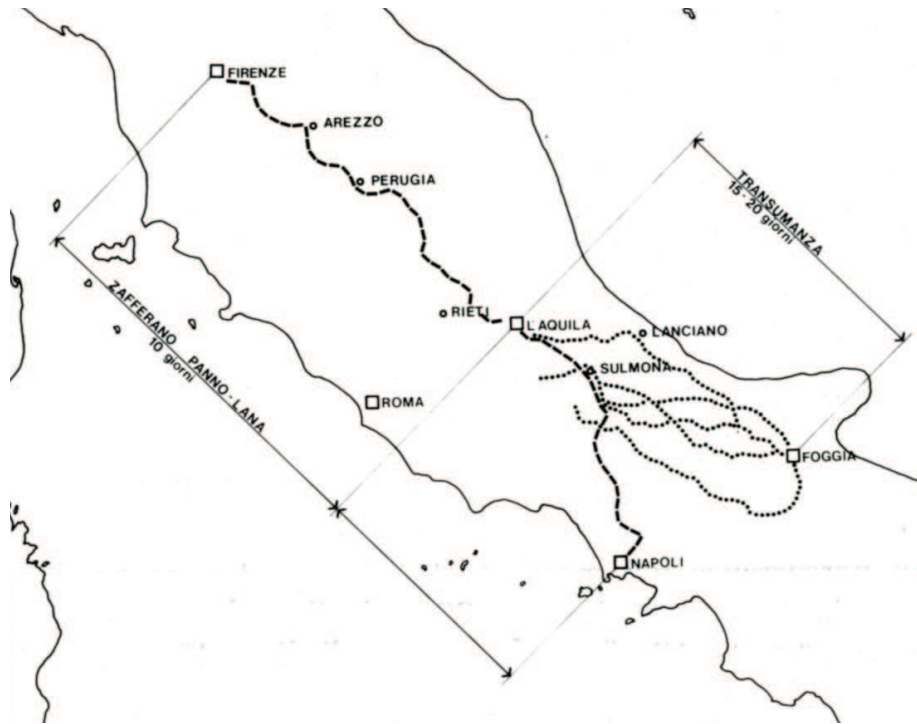 FIRENZE
AREZZO
PERUGIA
TRANSUMANZA
15-20 giorni
ZAFFERANO PANNO-LANA
10 giorni
RIETI
L'AQUILA
LANCIANO
SULMONA
ROMA
FOGGIA
NAPOLI